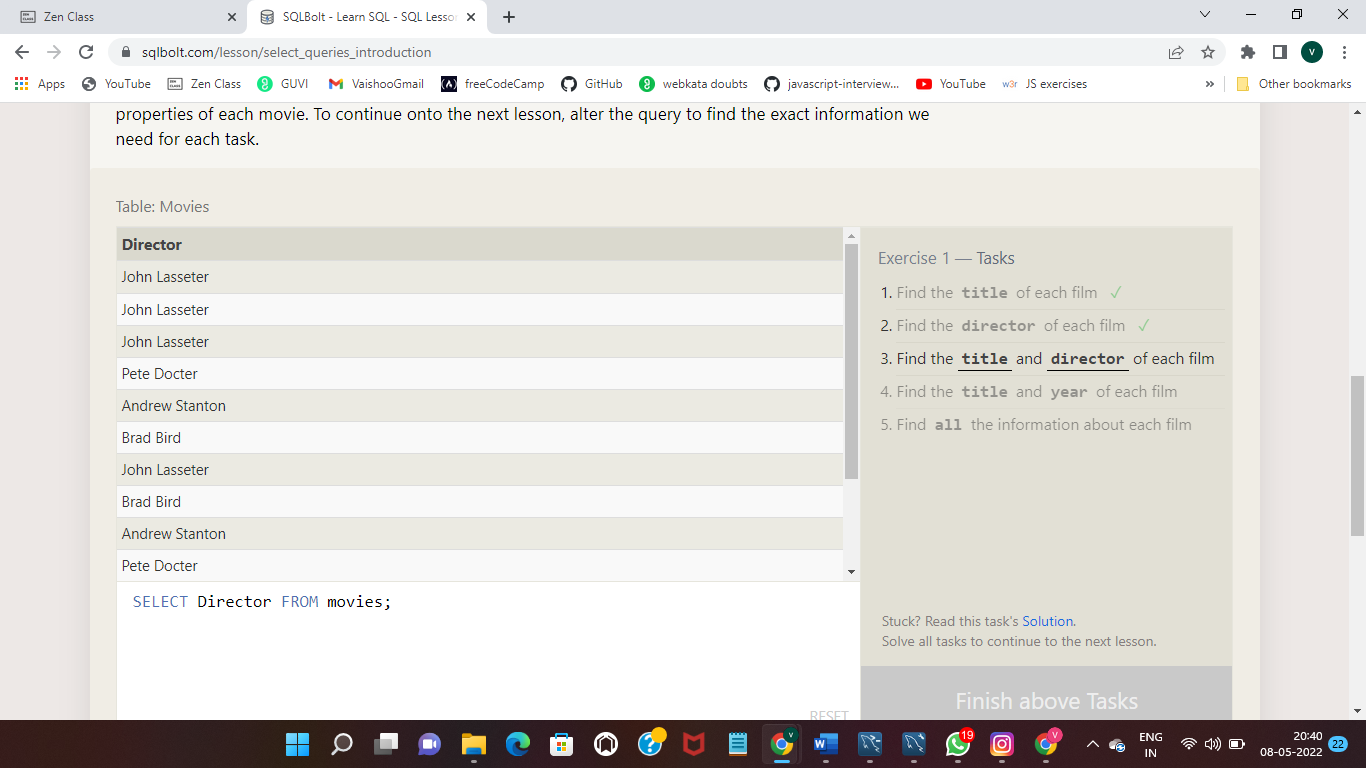 Zen Class
SQLBolt - Learn SQL - SQL Lesson
sqlbolt.com/lesson/select_queries_introduction
V
Apps
YouTube
Zen Class
GUVI
VaishooGmail
freeCodeCamp
GitHub
webkata doubts
javascript-interview...
YouTube
w3r JS exercises
»
Other bookmarks
properties of each movie. To continue onto the next lesson, alter the query to find the exact information we
need for each task.
Table: Movies
Director
John Lasseter
John Lasseter
John Lasseter
Pete Docter
Andrew Stanton
Brad Bird
John Lasseter
Brad Bird
Andrew Stanton
Pete Docter
SELECT Director FROM movies;
RESET
Exercise 1 — Tasks
1. Find the title of each film ✓
2. Find the director of each film ✓
3. Find the title and director of each film
4. Find the title and year of each film
5. Find all the information about each film
Stuck? Read this task's Solution.
Solve all tasks to continue to the next lesson.
Finish above Tasks
19
ENG
IN
20:40
08-05-2022
22